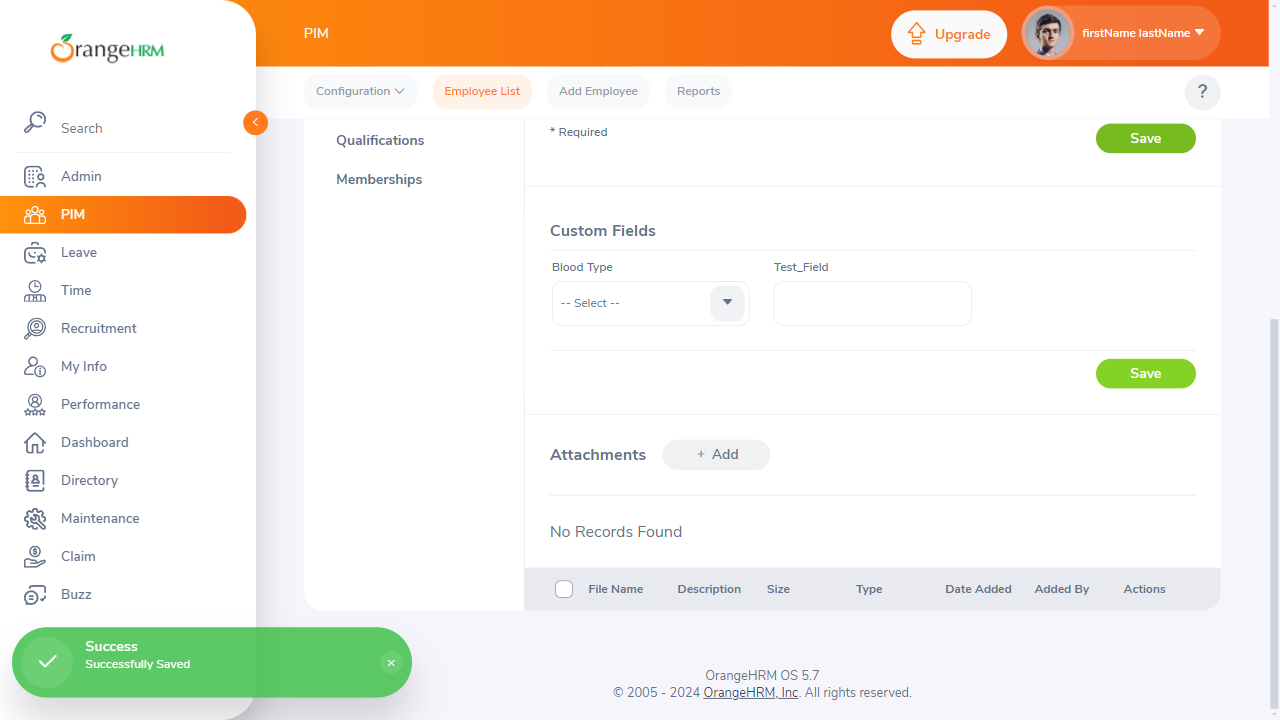 OrangeHRM
PIM
Upgrade
firstName lastName
Configuration
Employee List
Add Employee
Reports
?
Search
Admin
PIM
Leave
Time
Recruitment
My Info
Performance
Dashboard
Directory
Maintenance
Claim
Buzz
Qualifications
Memberships
* Required
Save
Custom Fields
Blood Type
Test_Field
-- Select --
Save
Attachments
+ Add
No Records Found
File Name Description Size Type Date Added Added By Actions
Success
Successfully Saved
×
OrangeHRM OS 5.7
© 2005 - 2024 OrangeHRM, Inc. All rights reserved.